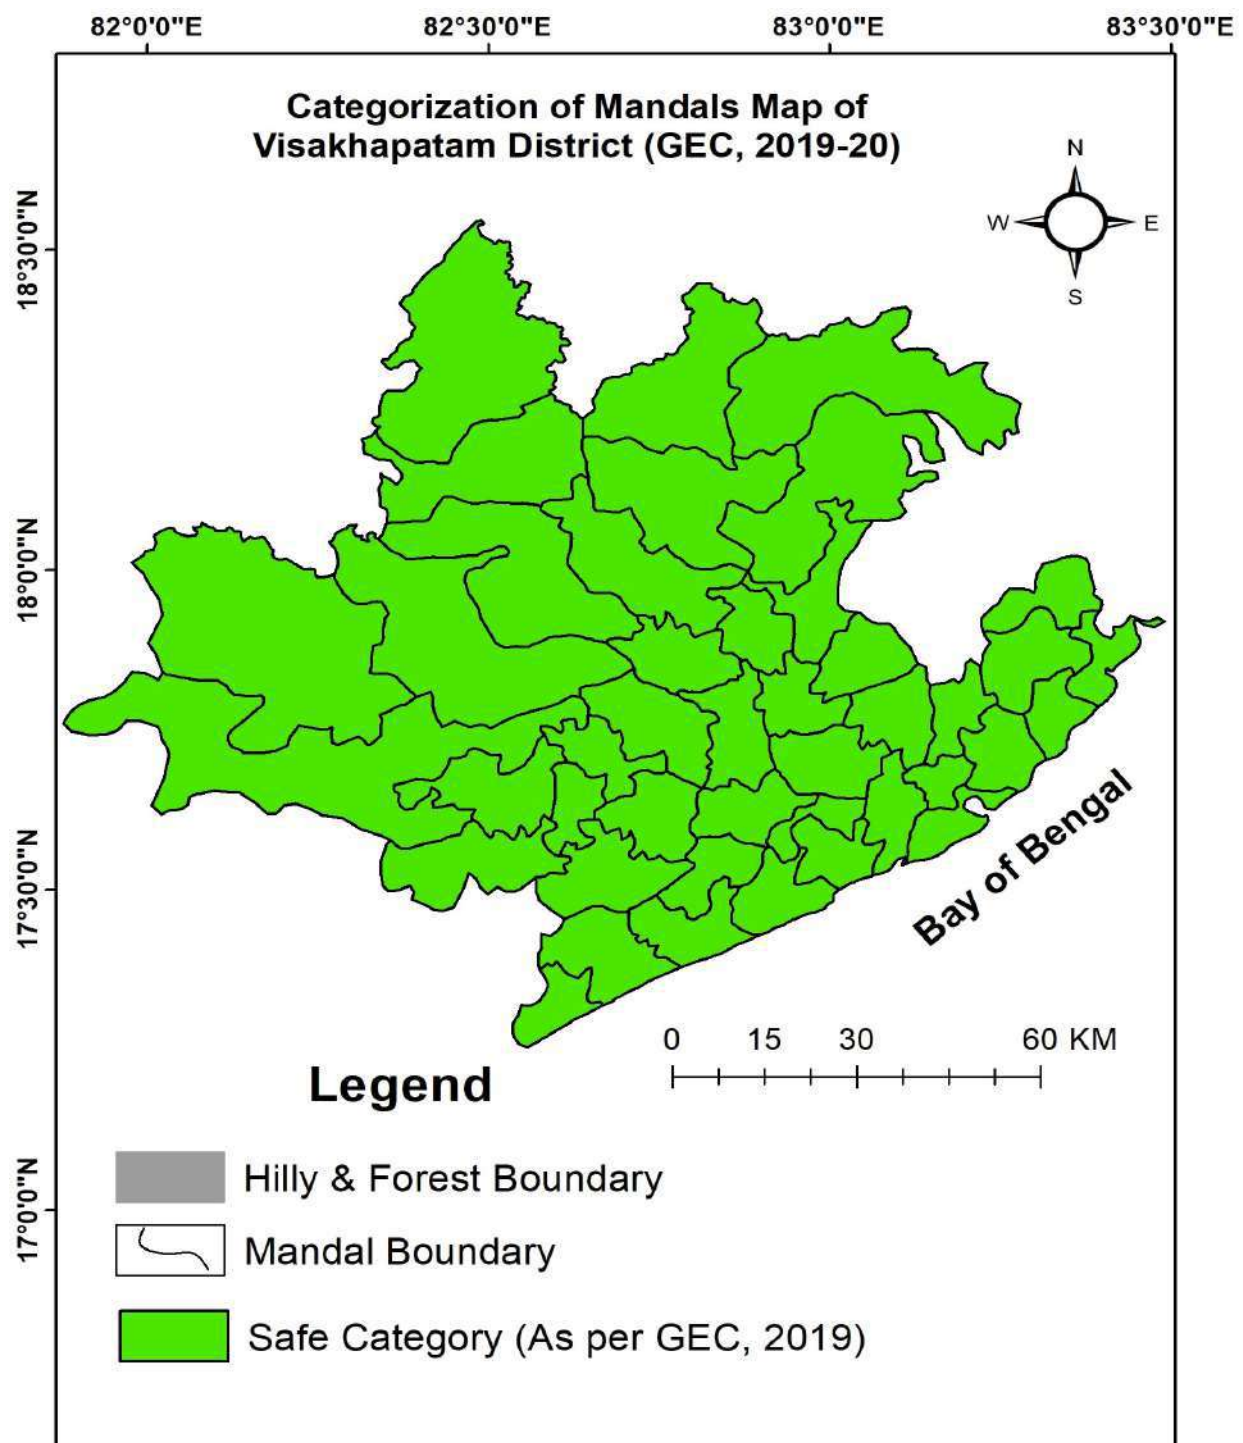 82°0'0"E 82°30'0"E 83°0'0"E 83°30'0"E
Categorization of Mandals Map of
Visakhapatam District (GEC, 2019-20)
N
W E
S
18°30'0"N
18°0'0"N
17°30'0"N
17°0'0"N
Bay of Bengal
0 15 30 60 KM
Legend
Hilly & Forest Boundary
Mandal Boundary
Safe Category (As per GEC, 2019)